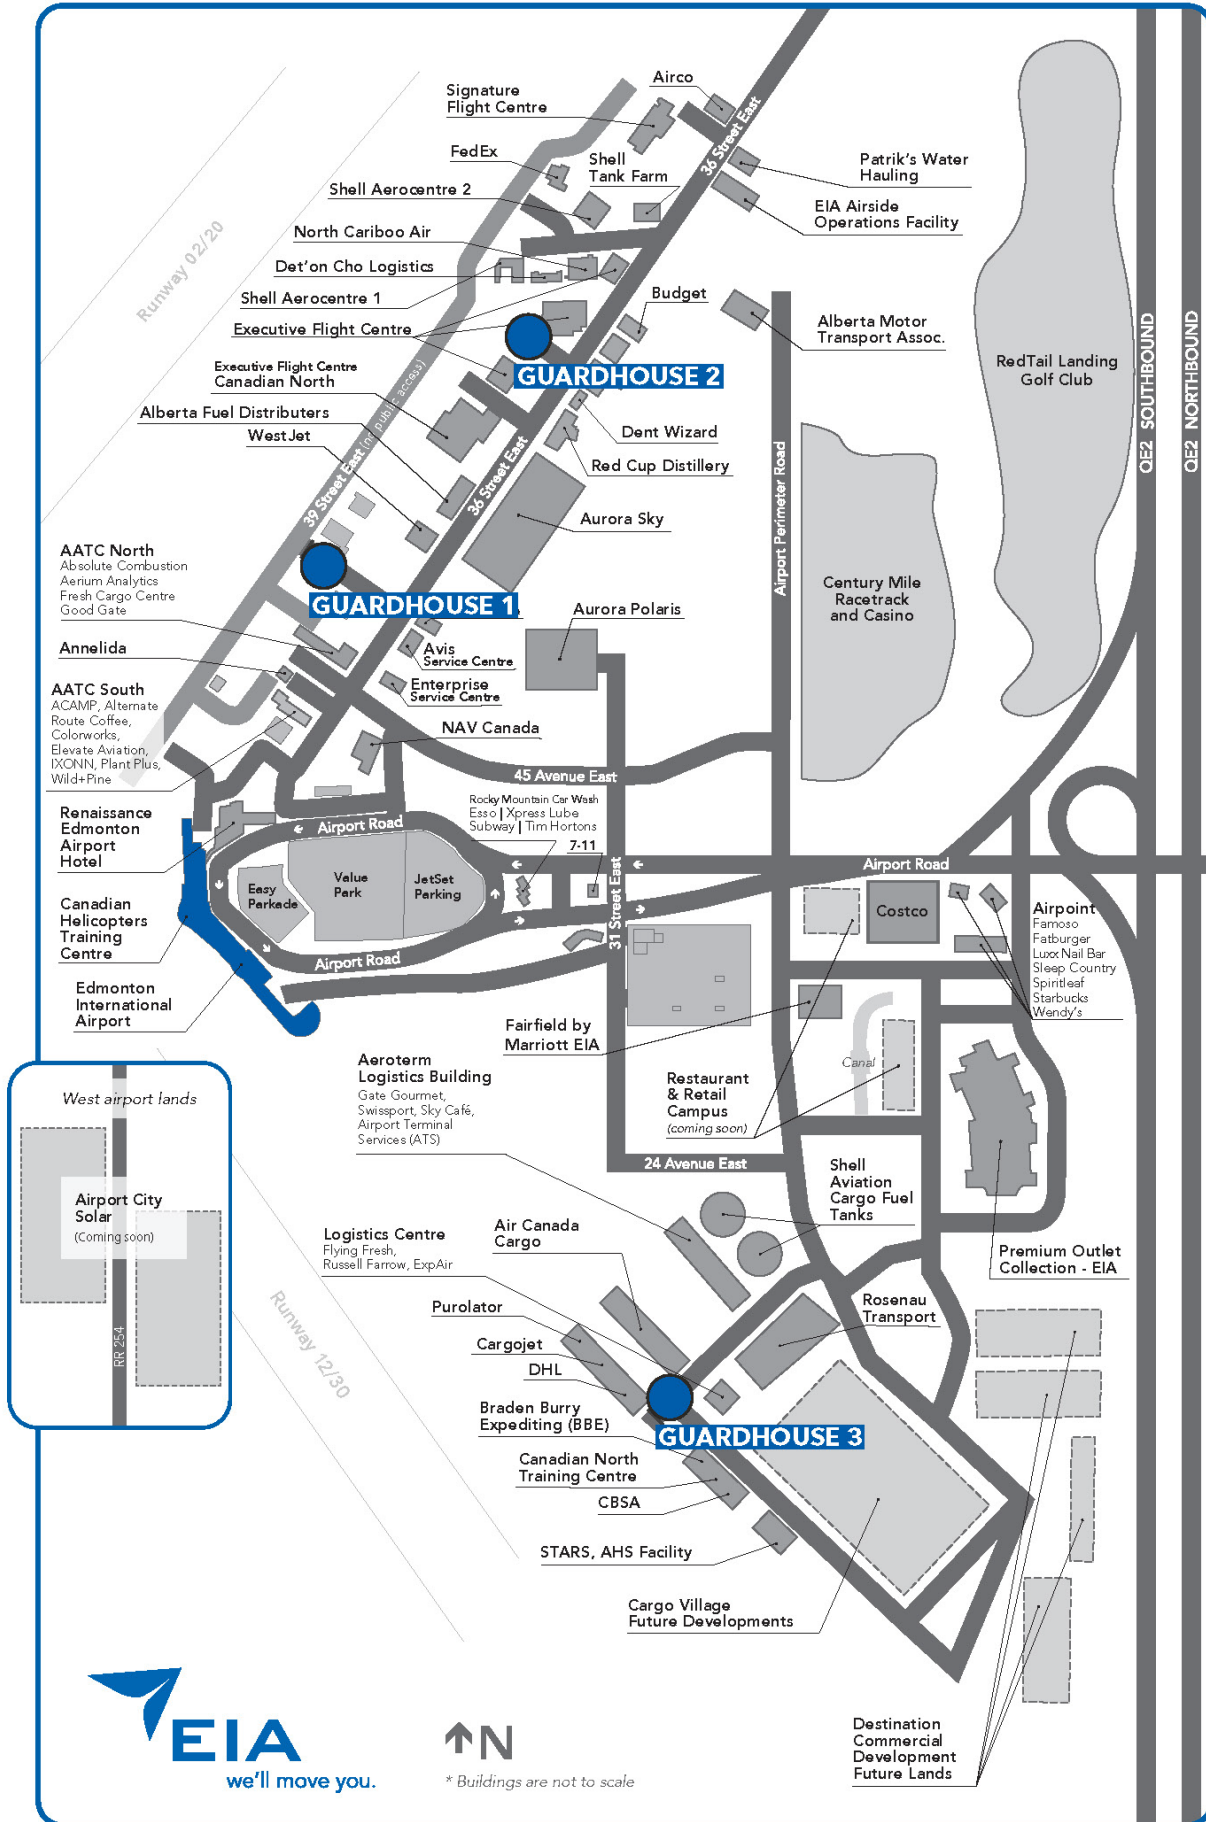 Airco
Signature
Flight Centre
36 Street East
FedEx
Shell
Tank Farm
Patrik's Water
Hauling
Shell Aerocentre 2
EIA Airside
Operations Facility
North Cariboo Air
Runway 02/20
Det'on Cho Logistics
Shell Aerocentre 1
Budget
Executive Flight Centre
Alberta Motor
Transport Assoc.
QE2 SOUTHBOUND
QE2 NORTHBOUND
RedTail Landing
Golf Club
Executive Flight Centre
Canadian North
GUARDHOUSE 2
Alberta Fuel Distributers
WestJet
Dent Wizard
Red Cup Distillery
39 Street East (no public access)
36 Street East
Aurora Sky
Airport Perimeter Road
AATC North
Absolute Combustion
Aerium Analytics
Fresh Cargo Centre
Good Gate
Century Mile
Racetrack
and Casino
GUARDHOUSE 1
Aurora Polaris
Annelida
Avis
Service Centre
Enterprise
Service Centre
AATC South
ACAMP, Alternate
Route Coffee,
Colorworks,
Elevate Aviation,
IXONN, Plant Plus,
Wild+Pine
NAV Canada
45 Avenue East
Renaissance
Edmonton
Airport
Hotel
Airport Road
Rocky Mountain Car Wash
Esso | Xpress Lube
Subway | Tim Hortons
7-11
Airport Road
Easy
Parkade
Value
Park
JetSet
Parking
31 Street East
Costco
Canadian
Helicopters
Training
Centre
Airport Road
Airpoint
Famoso
Fatburger
Luxx Nail Bar
Sleep Country
Spiritleaf
Starbucks
Wendy's
Edmonton
International
Airport
Fairfield by
Marriott EIA
Canal
Aeroterm
Logistics Building
Gate Gourmet,
Swissport, Sky Café,
Airport Terminal
Services (ATS)
Restaurant
& Retail
Campus
(coming soon)
West airport lands
24 Avenue East
Shell
Aviation
Cargo Fuel
Tanks
Airport City
Solar
(Coming soon)
RR 254
Logistics Centre
Flying Fresh,
Russell Farrow, ExpAir
Air Canada
Cargo
Premium Outlet
Collection - EIA
Runway 12/30
Purolator
Rosenau
Transport
Cargojet
DHL
Braden Burry
Expediting (BBE)
GUARDHOUSE 3
Canadian North
Training Centre
CBSA
STARS, AHS Facility
Cargo Village
Future Developments
Destination
Commercial
Development
Future Lands
EIA
we'll move you.
N
* Buildings are not to scale